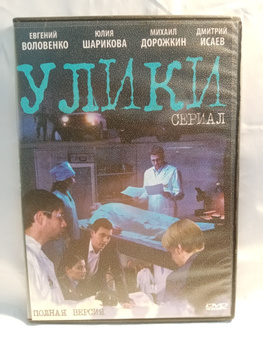 ЕВГЕНИЙ ВОЛОВЕНКО
ЮЛИЯ ШАРИКОВА
МИХАИЛ ДОРОЖКИН
ДМИТРИЙ ИСАЕВ
УЛИКИ
СЕРИАЛ
ПОЛНАЯ ВЕРСИЯ
DVD